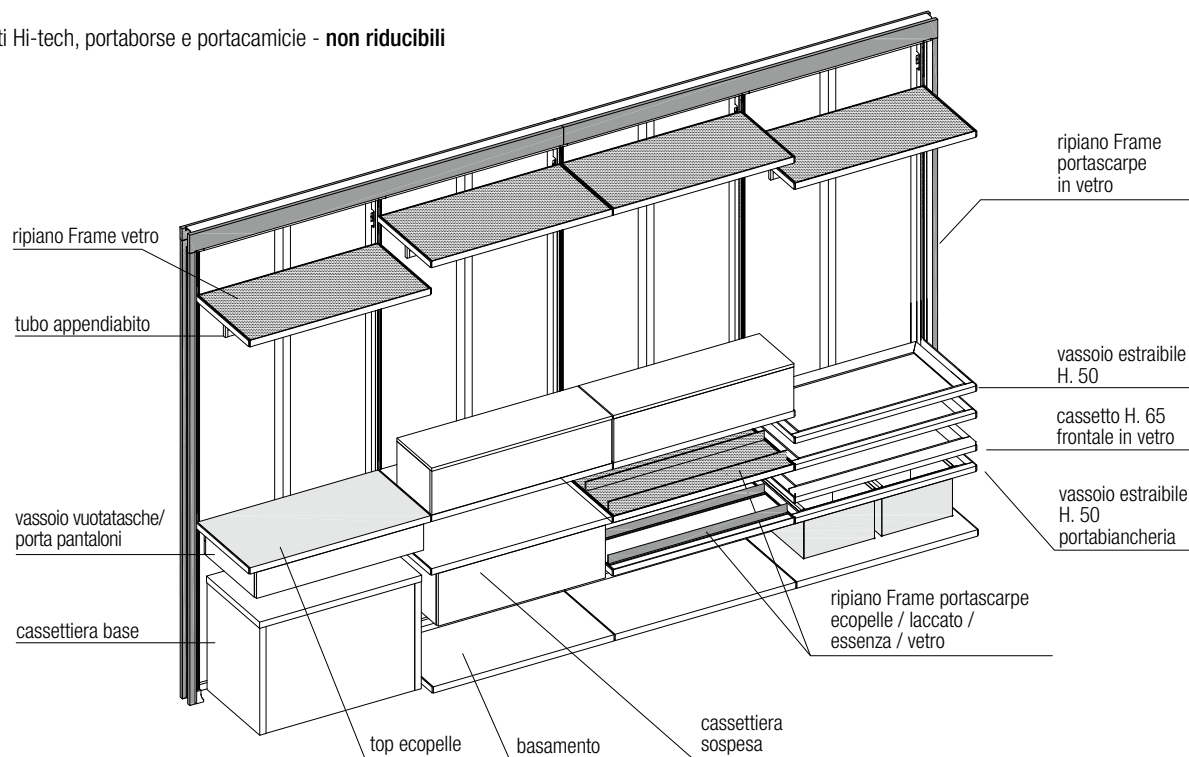 ti Hi-tech, portaborse e portacamicie - non riducibili
ripiano Frame
portascarpe
in vetro
ripiano Frame vetro
tubo appendiabito
vassoio estraibile
H. 50
cassetto H. 65
frontale in vetro
vassoio estraibile
H. 50
portabiancheria
vassoio vuotatasche/
porta pantaloni
cassettiera base
ripiano Frame portascarpe
ecopelle / laccato /
essenza / vetro
top ecopelle
basamento
cassettiera
sospesa